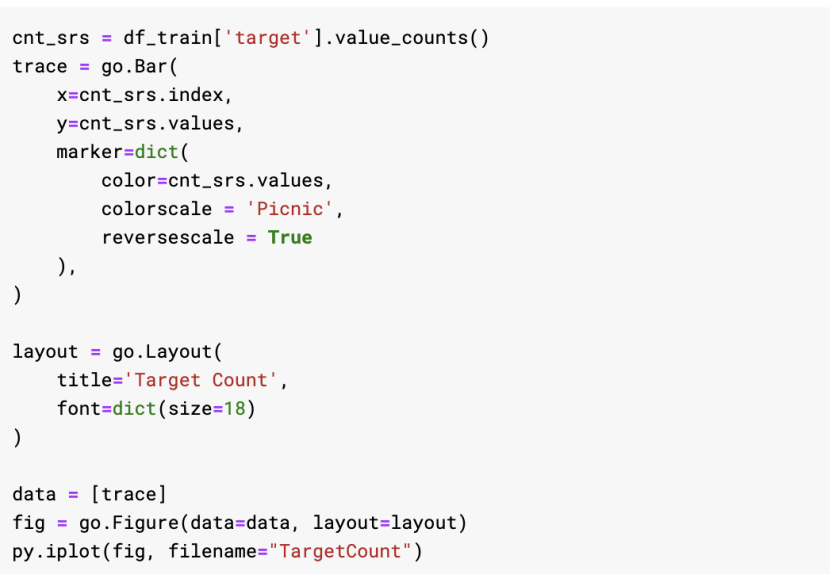 cnt_srs = df_train['target'].value_counts()
trace = go.Bar(
    x=cnt_srs.index,
    y=cnt_srs.values,
    marker=dict(
        color=cnt_srs.values,
        colorscale = 'Picnic',
        reversescale = True
    ),
)

layout = go.Layout(
    title='Target Count',
    font=dict(size=18)
)

data = [trace]
fig = go.Figure(data=data, layout=layout)
py.iplot(fig, filename="TargetCount")